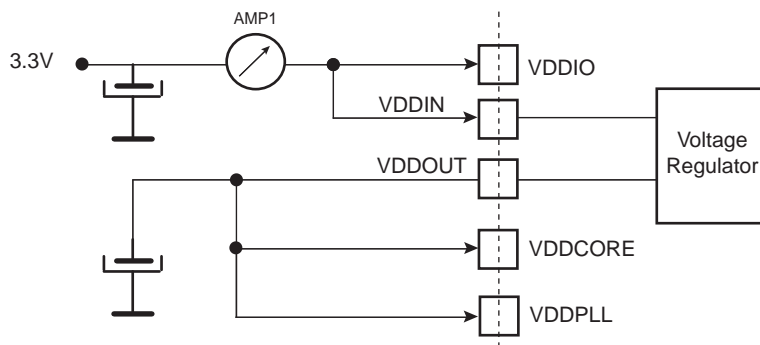 AMP1
3.3V
VDDIO
VDDIN
Voltage
Regulator
VDDOUT
VDDCORE
VDDPLL